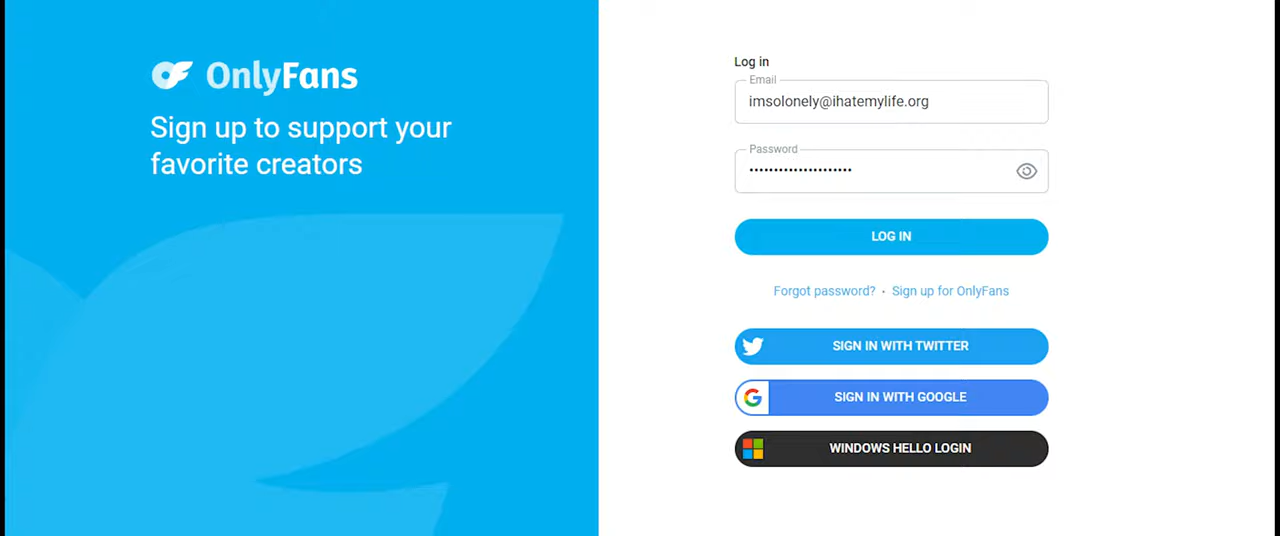 OnlyFans
Sign up to support your
favorite creators
Log in
Email
imsolonely@ihatemylife.org
Password
•••••••••••••••••••••
LOG IN
Forgot password? • Sign up for OnlyFans
SIGN IN WITH TWITTER
SIGN IN WITH GOOGLE
WINDOWS HELLO LOGIN